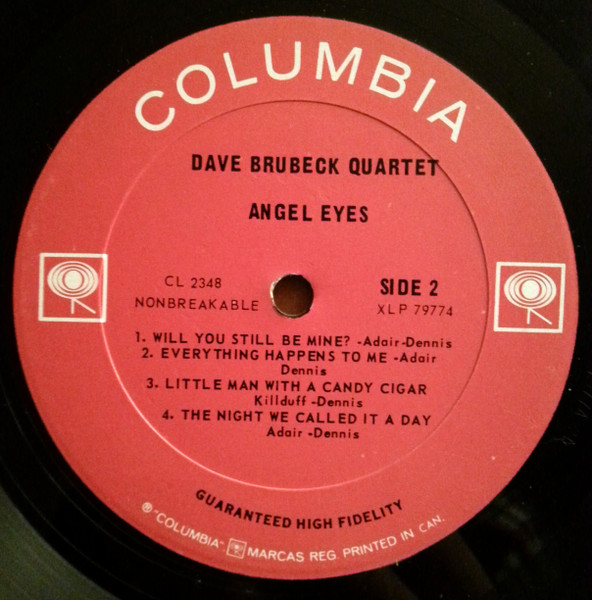 COLUMBIA
DAVE BRUBECK QUARTET
ANGEL EYES
CL 2348
NONBREAKABLE
SIDE 2
XLP 79774
1. WILL YOU STILL BE MINE? -Adair-Dennis
2. EVERYTHING HAPPENS TO ME -Adair
Dennis
3. LITTLE MAN WITH A CANDY CIGAR
Killduff -Dennis
4. THE NIGHT WE CALLED IT A DAY
Adair -Dennis
GUARANTEED HIGH FIDELITY
® "COLUMBIA" MARCAS REG. PRINTED IN CAN.